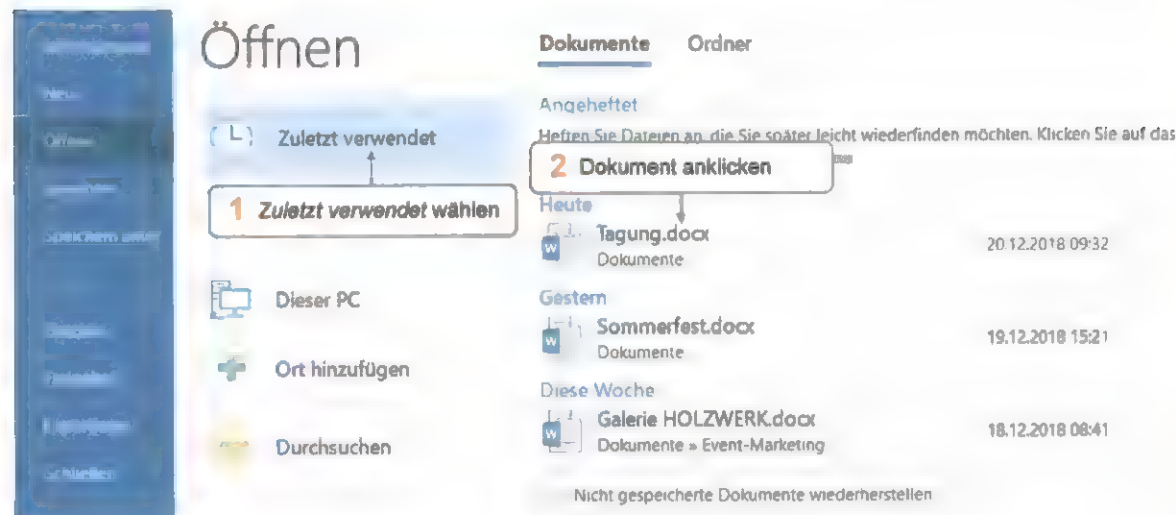 Öffnen
Neu
Öffnen
Speichern unter
Schließen
Zuletzt verwendet
1 Zuletzt verwendet wählen
Dieser PC
Ort hinzufügen
Durchsuchen
Dokumente Ordner
Angeheftet
Heften Sie Dateien an, die Sie später leicht wiederfinden möchten. Klicken Sie auf das
2 Dokument anklicken
Heute
Tagung.docx 20.12.2018 09:32
Dokumente
Gestern
Sommerfest.docx 19.12.2018 15:21
Dokumente
Diese Woche
Galerie HOLZWERK.docx 18.12.2018 08:41
Dokumente » Event-Marketing
Nicht gespeicherte Dokumente wiederherstellen